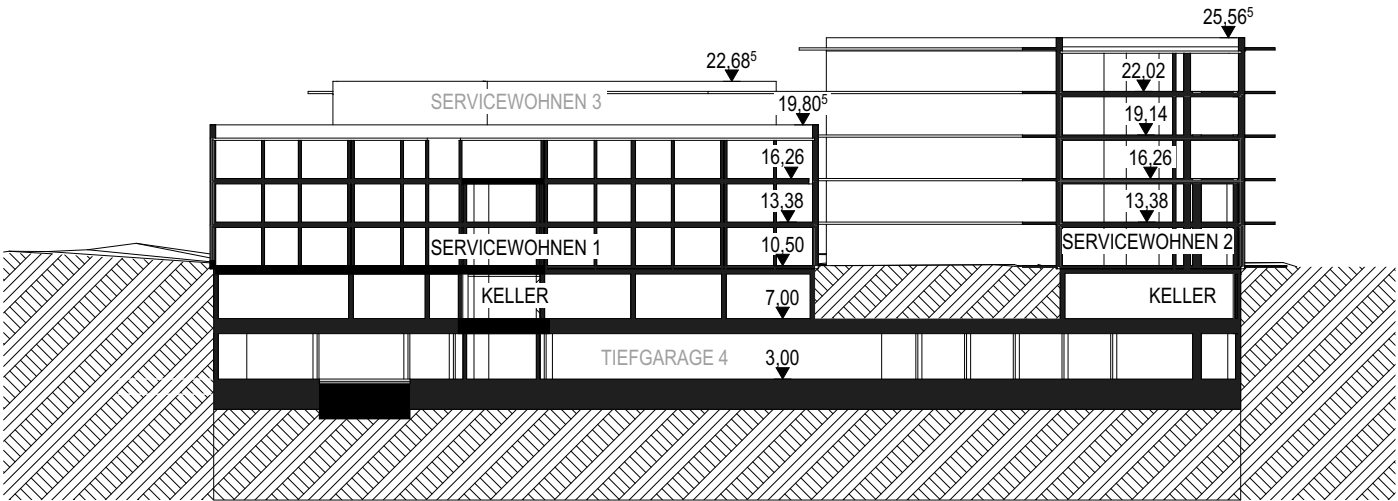 25,56⁵
22,68⁵
22,02
SERVICEWOHNEN 3
19,80⁵
19,14
16,26
16,26
13,38
13,38
SERVICEWOHNEN 1
10,50
SERVICEWOHNEN 2
KELLER
7,00
KELLER
TIEFGARAGE 4
3,00